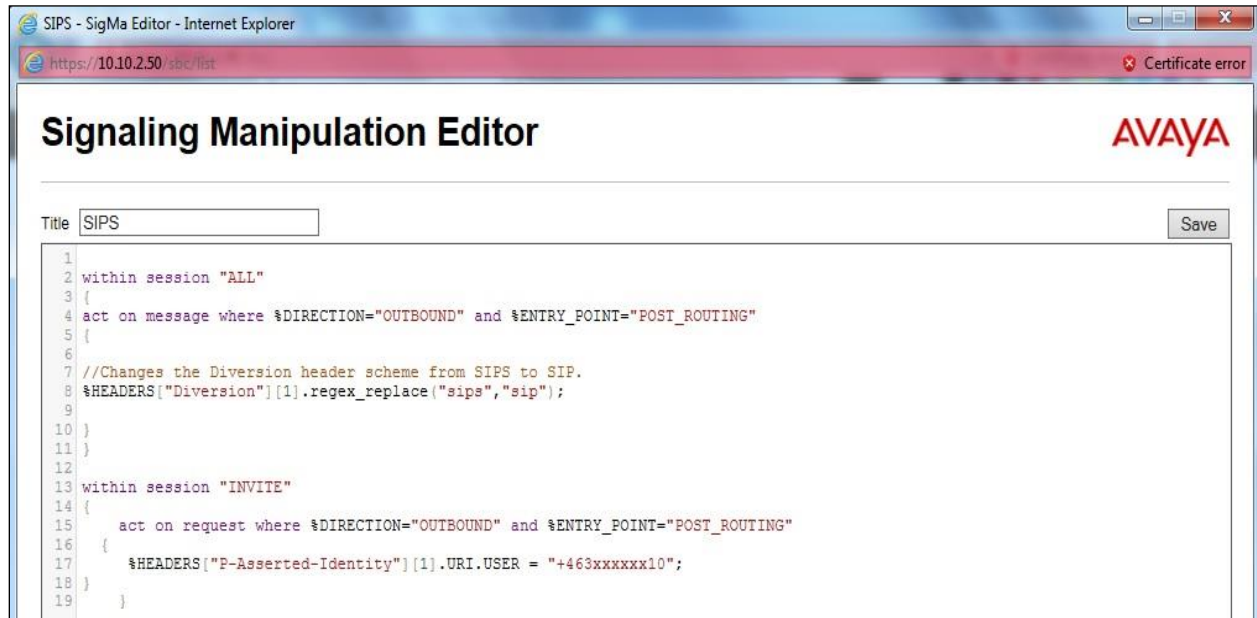 SIPS - SigMa Editor - Internet Explorer
https://10.10.2.50/sbc/list
Certificate error
Signaling Manipulation Editor
AVAYA
Title SIPS
Save
1
2 within session "ALL"
3 {
4 act on message where %DIRECTION="OUTBOUND" and %ENTRY_POINT="POST_ROUTING"
5 {
6
7 //Changes the Diversion header scheme from SIPS to SIP.
8 %HEADERS["Diversion"][1].regex_replace("sips","sip");
9
10 }
11 }
12
13 within session "INVITE"
14 {
15 act on request where %DIRECTION="OUTBOUND" and %ENTRY_POINT="POST_ROUTING"
16 {
17 %HEADERS["P-Asserted-Identity"][1].URI.USER = "+463xxxxxx10";
18 }
19 }